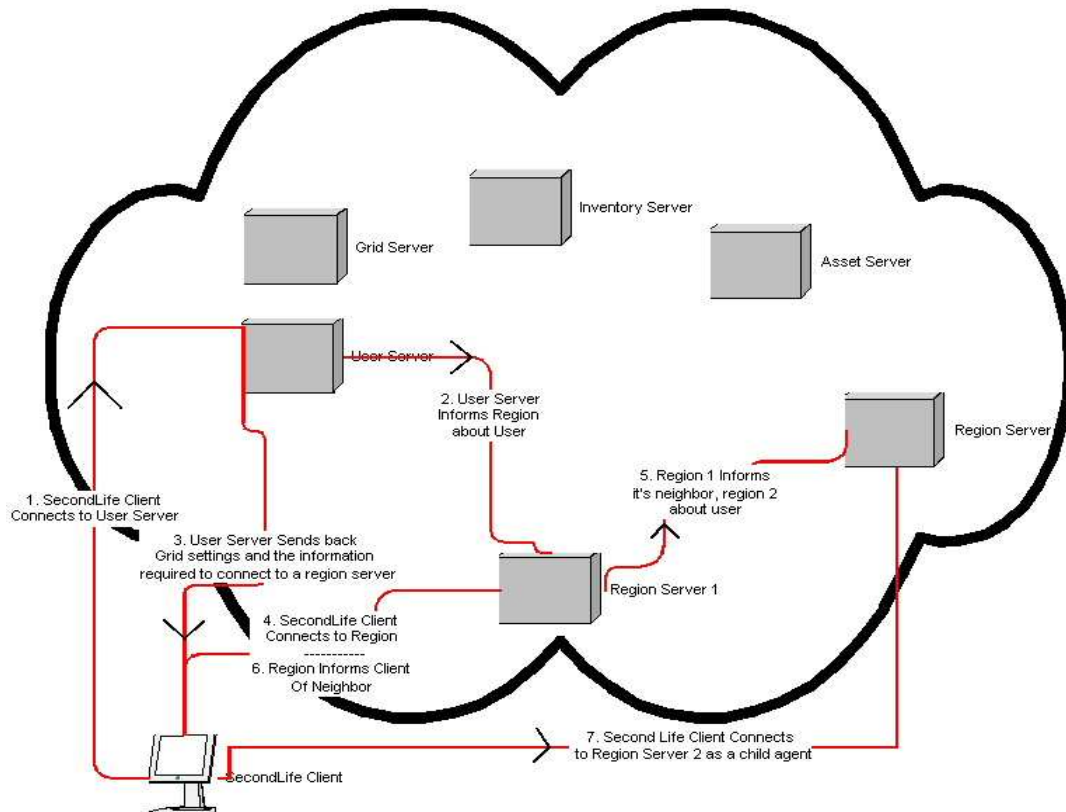 Inventory Server
Grid Server
Asset Server
User Server
2. User Server
Informs Region
about User
Region Server
1. SecondLife Client
Connects to User Server
5. Region 1 Informs
it's neighbor, region 2
about user
3. User Server Sends back
Grid settings and the information
required to connect to a region server
Region Server 1
4. SecondLife Client
Connects to Region
-----------
6. Region Informs Client
Of Neighbor
7. Second Life Client Connects
to Region Server 2 as a child agent
SecondLife Client